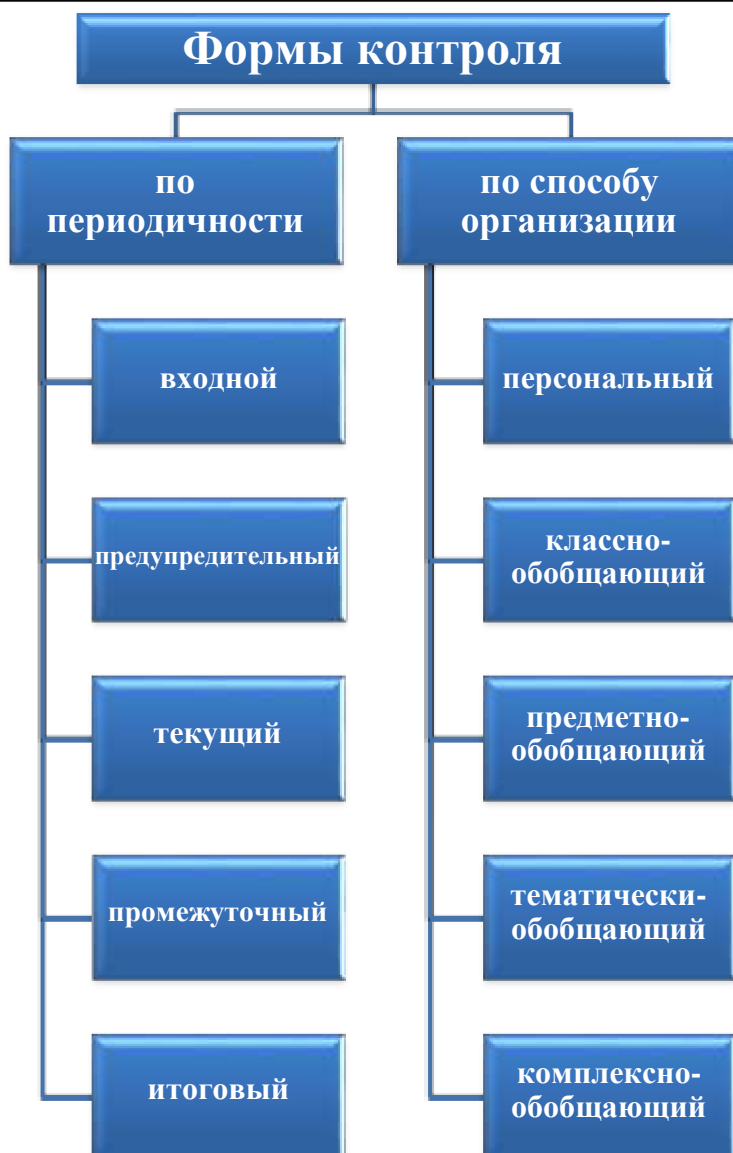 Формы контроля
по
периодичности
входной
предупредительный
текущий
промежуточный
итоговый
по способу
организации
персональный
классно-
обобщающий
предметно-
обобщающий
тематически-
обобщающий
комплексно-
обобщающий